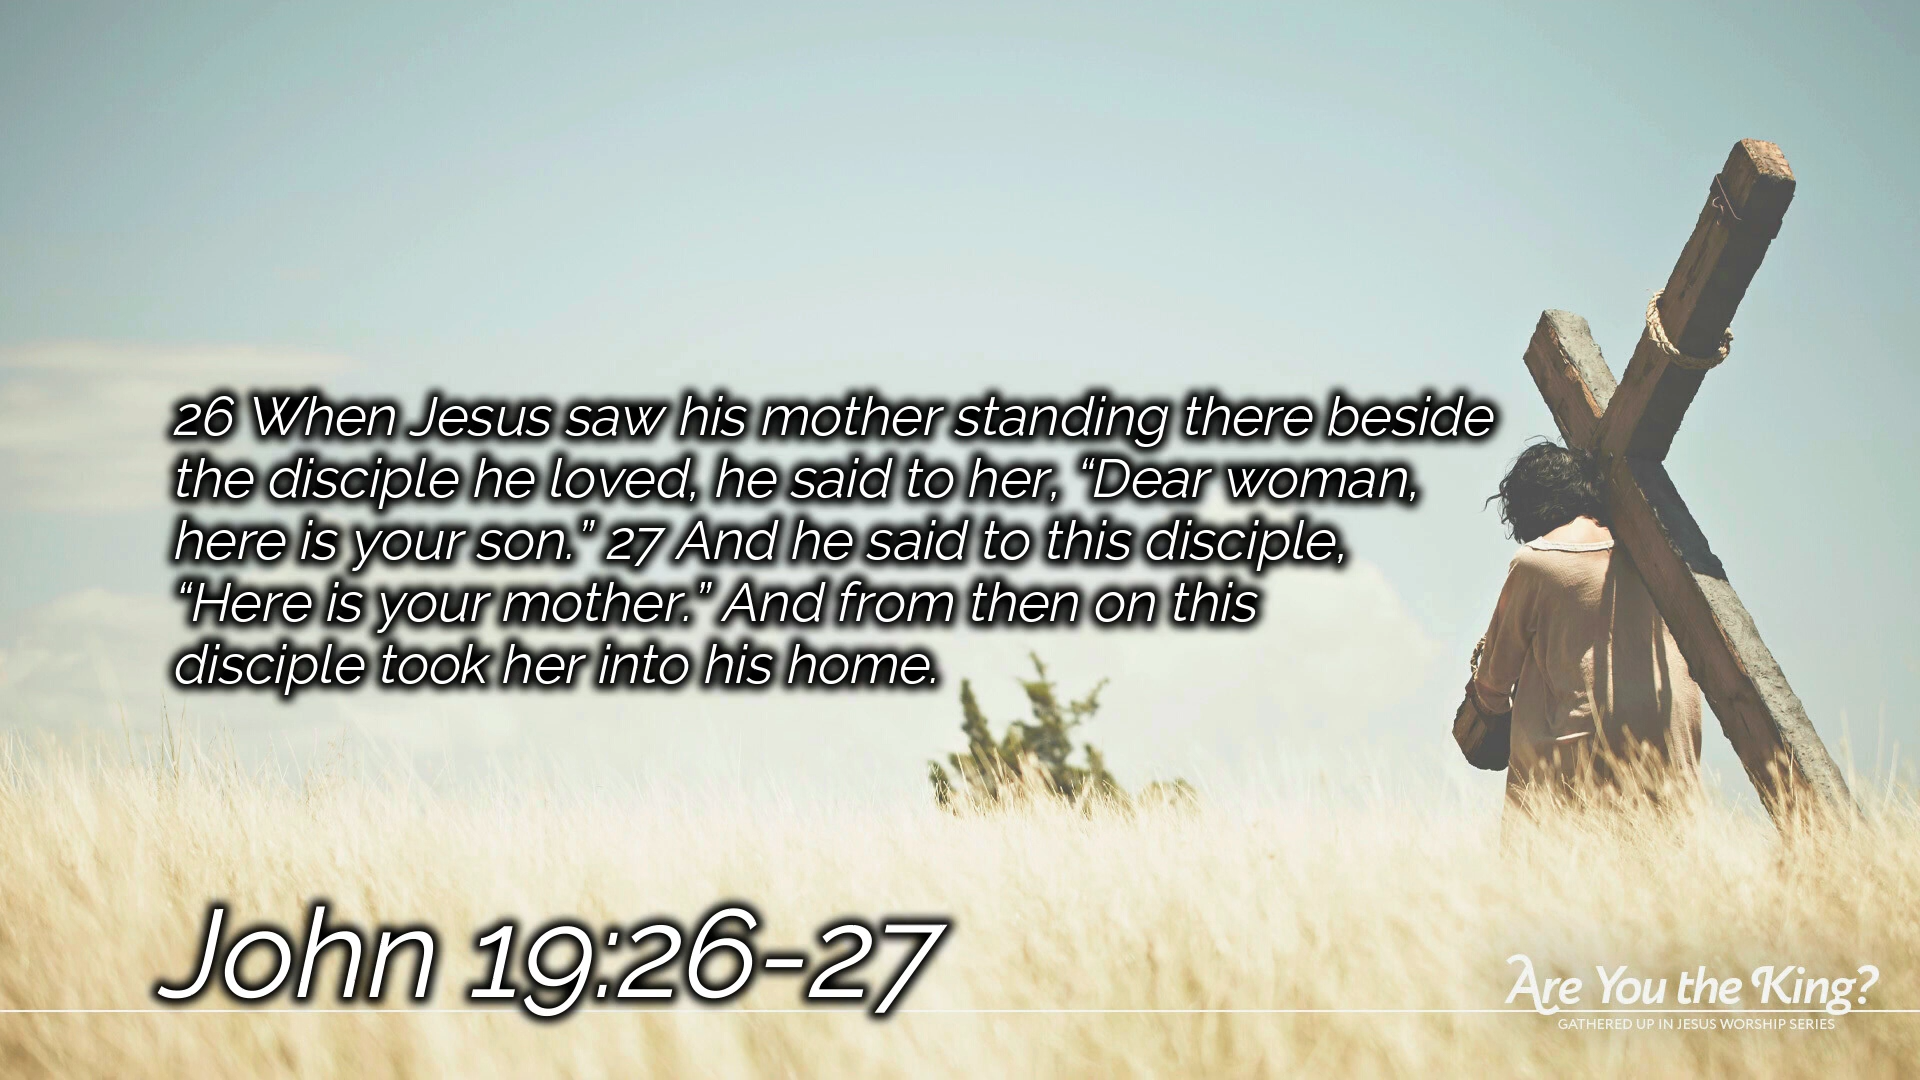 26 When Jesus saw his mother standing there beside
the disciple he loved, he said to her, “Dear woman,
here is your son.” 27 And he said to this disciple,
“Here is your mother.” And from then on this
disciple took her into his home.
John 19:26-27
Are You the King?
GATHERED UP IN JESUS WORSHIP SERIES